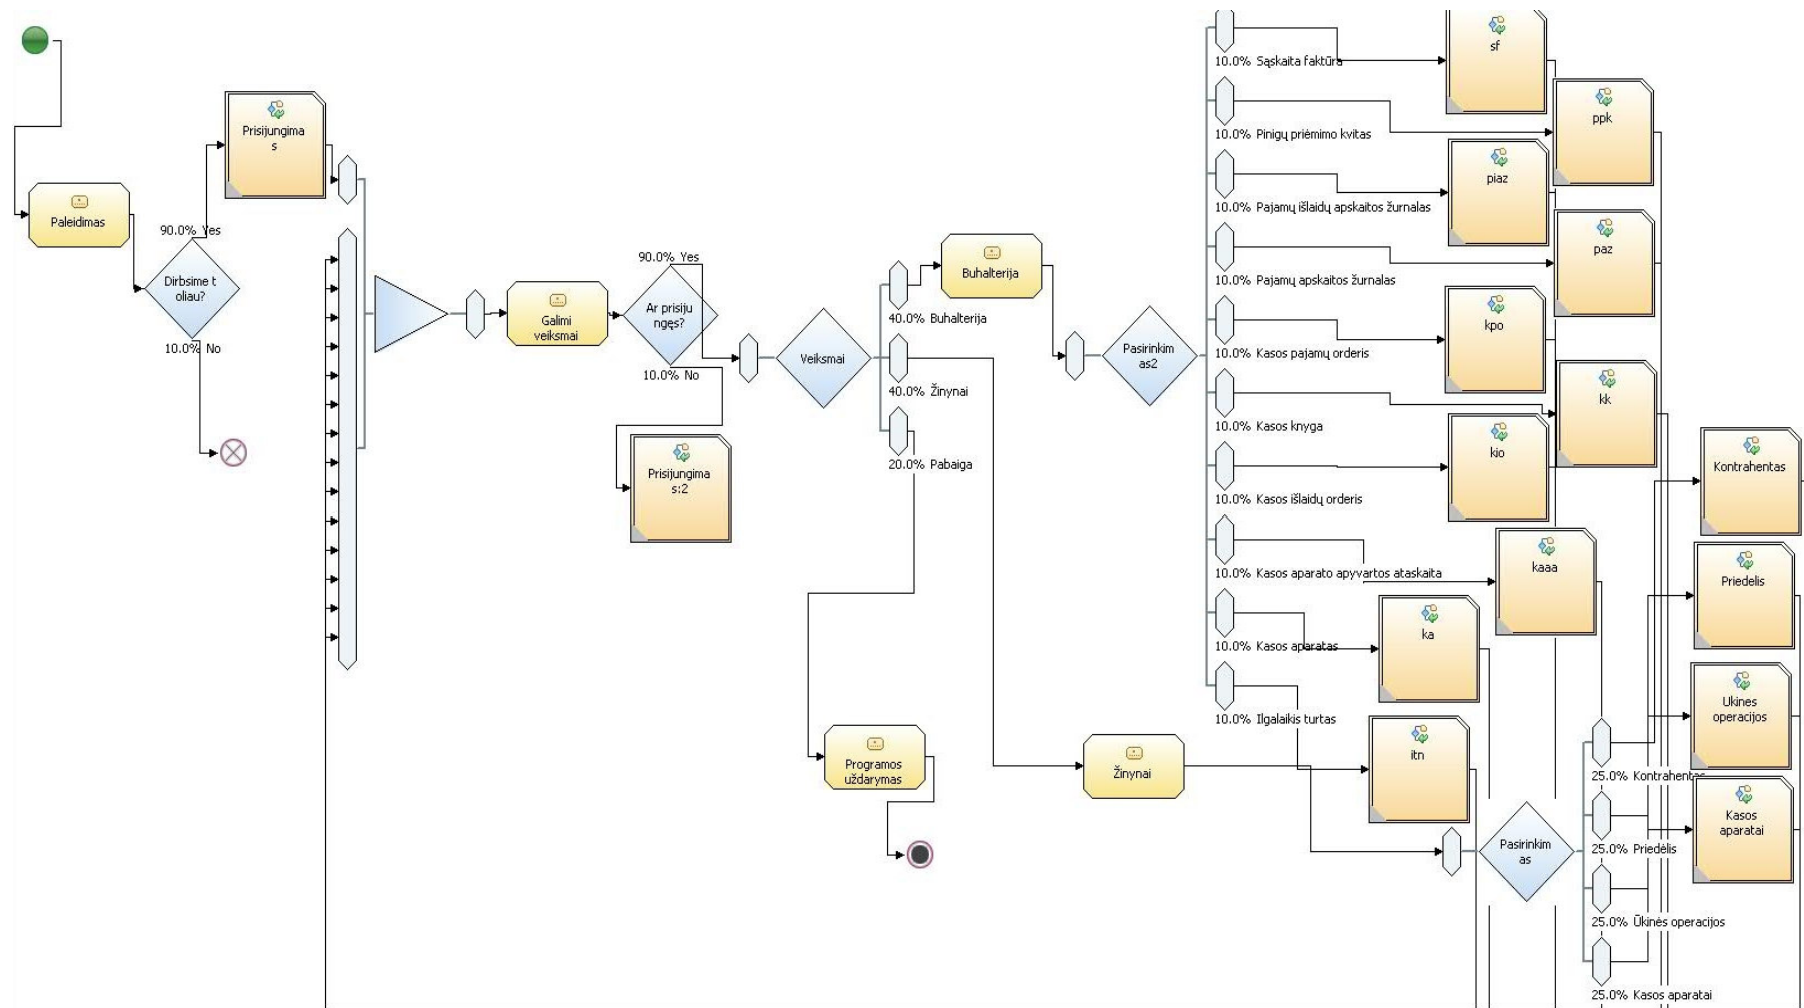 Prisijungima
s
Paleidimas
90.0% Yes
Dirbsime t
oliau?
10.0% No
Galimi
veiksmai
90.0% Yes
Ar prisiju
ngęs?
10.0% No
Prisijungima
s:2
Veiksmai
40.0% Buhalterija
40.0% Žinynai
20.0% Pabaiga
Buhalterija
Programos
uždarymas
Žinynai
Pasirinkim
as2
10.0% Sąskaita faktūra
10.0% Pinigų priėmimo kvitas
10.0% Pajamų išlaidų apskaitos žurnalas
10.0% Pajamų apskaitos žurnalas
10.0% Kasos pajamų orderis
10.0% Kasos knyga
10.0% Kasos išlaidų orderis
10.0% Kasos aparato apyvartos ataskaita
10.0% Kasos aparatas
10.0% Ilgalaikis turtas
sf
ppk
piaz
paz
kpo
kk
kio
kaaa
ka
itn
Pasirinkim
as
25.0% Kontrahentas
25.0% Priedėlis
25.0% Ūkinės operacijos
25.0% Kasos aparatai
Kontrahentas
Priedelis
Ukines
operacijos
Kasos
aparatai